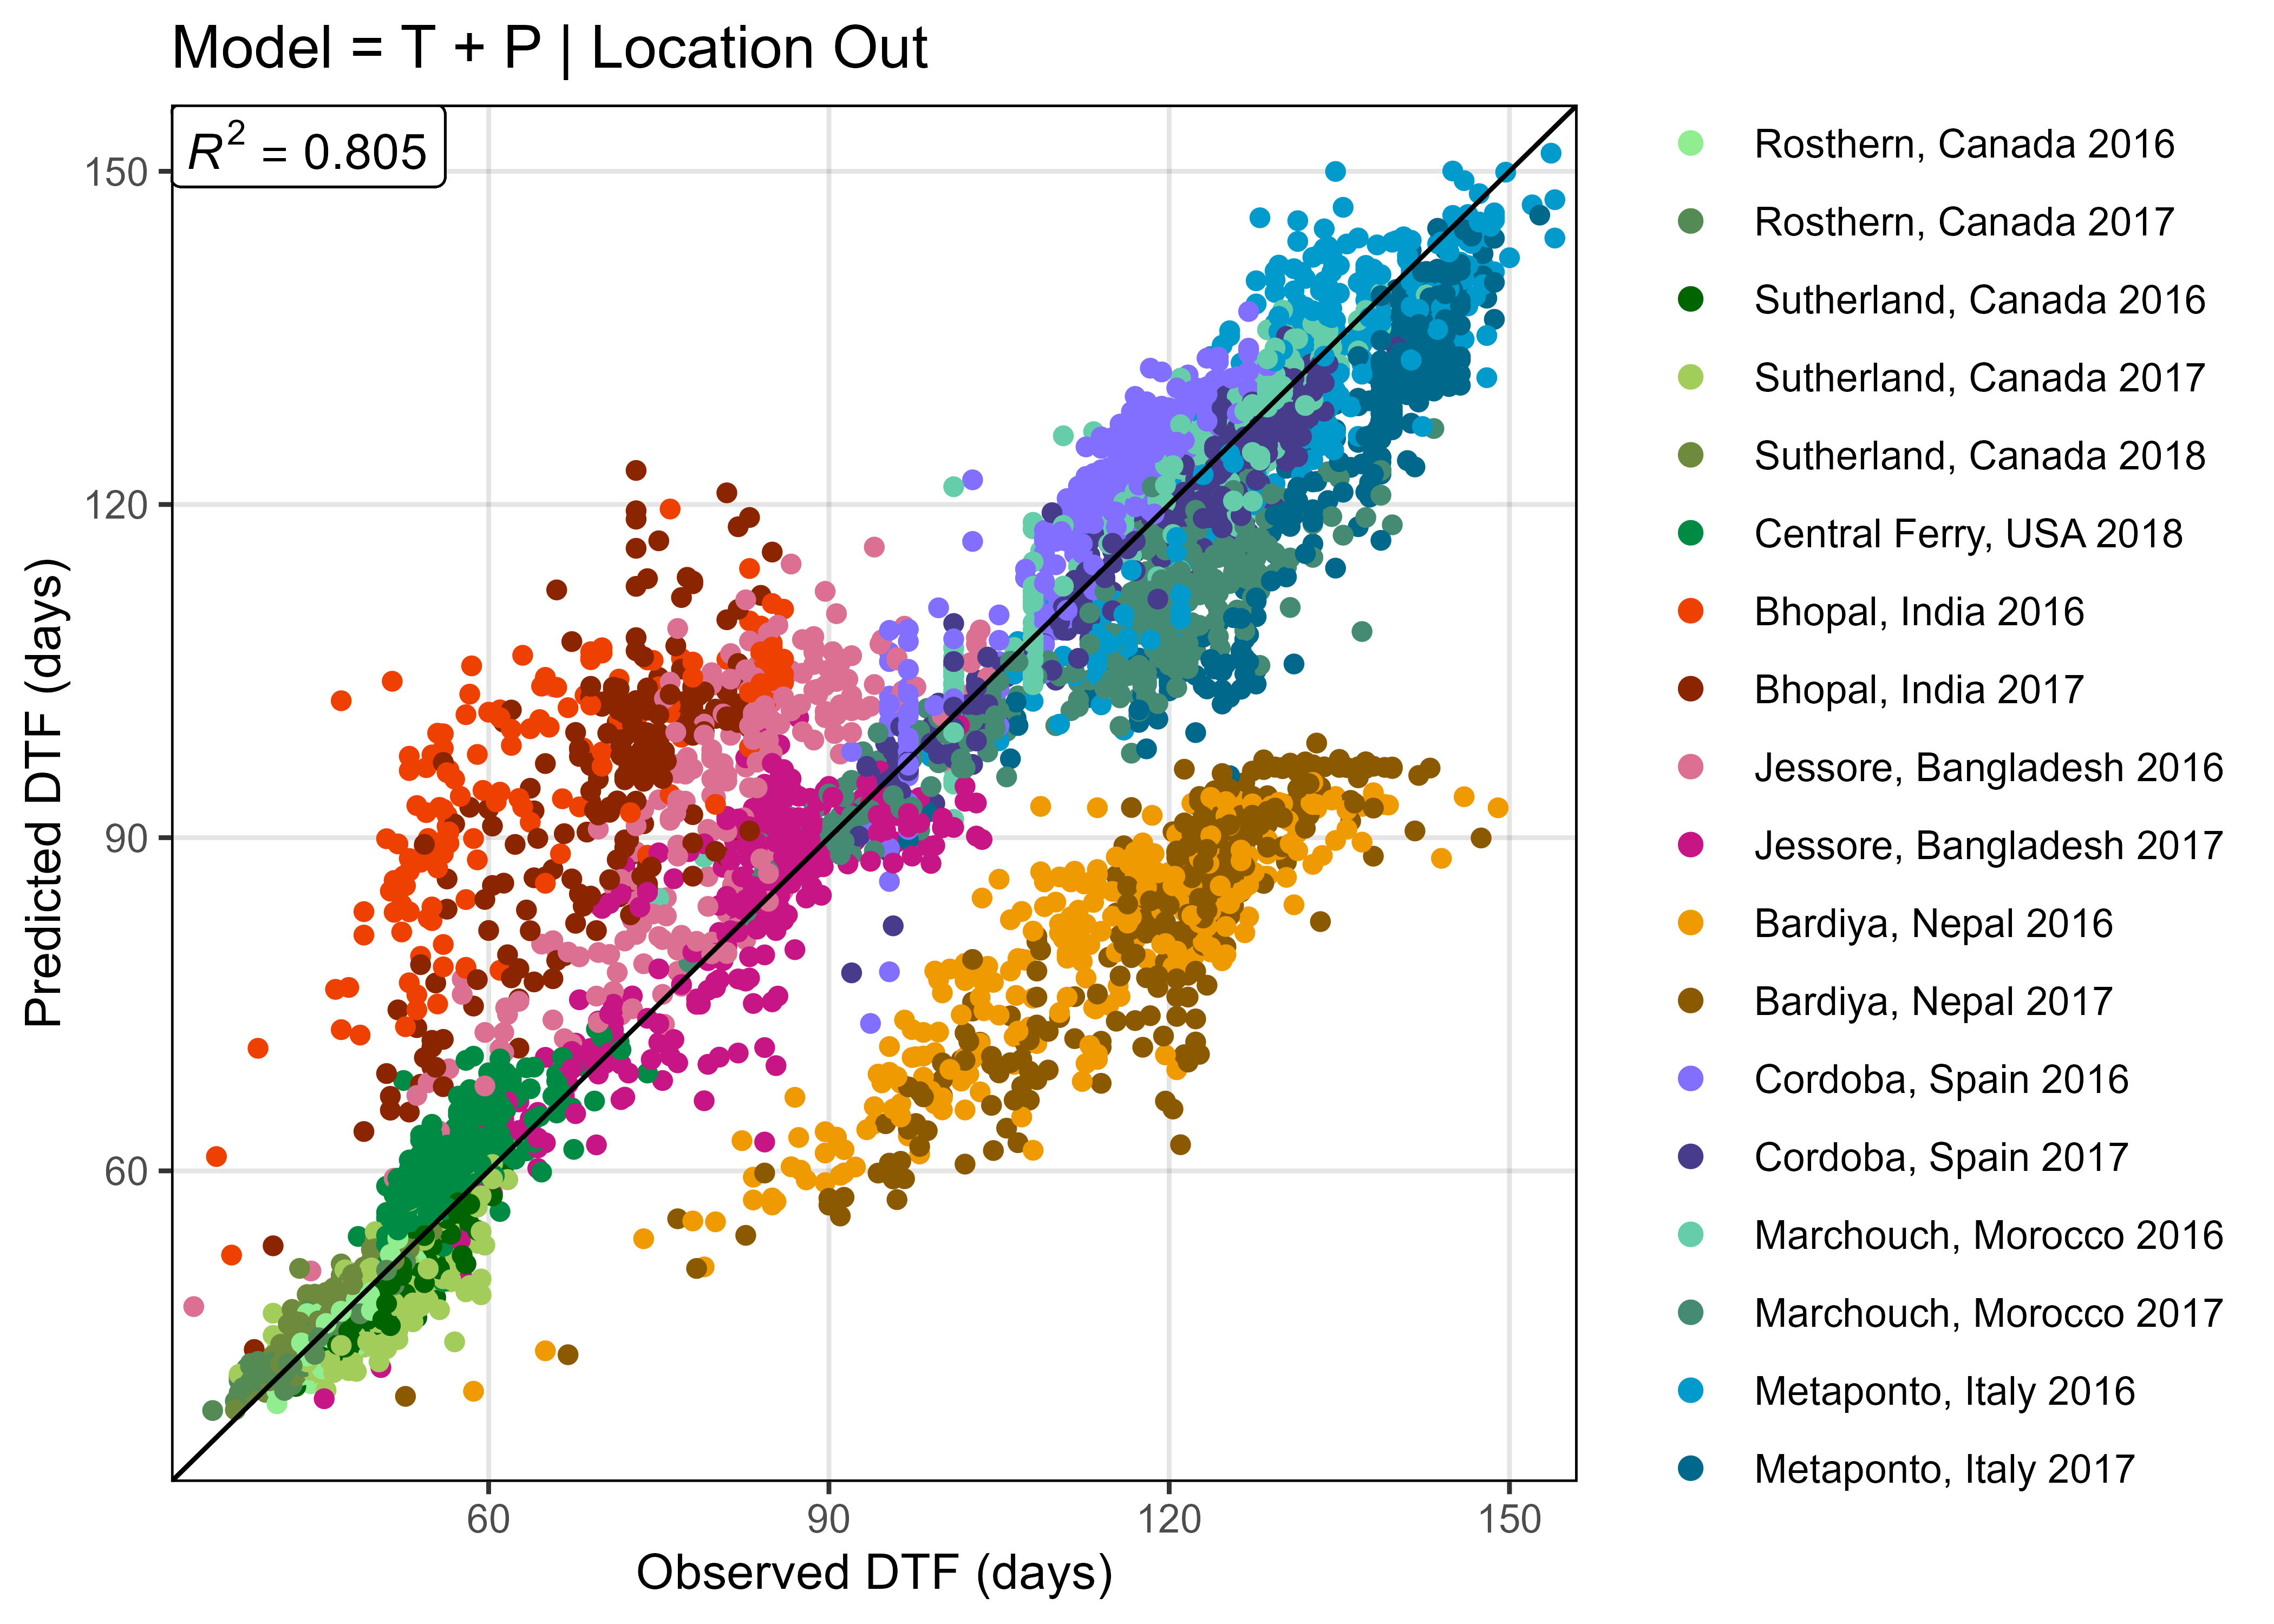 Model = T + P | Location Out
R² = 0.805
150
120
90
60
Predicted DTF (days)
60 90 120 150
Observed DTF (days)
Rosthern, Canada 2016
Rosthern, Canada 2017
Sutherland, Canada 2016
Sutherland, Canada 2017
Sutherland, Canada 2018
Central Ferry, USA 2018
Bhopal, India 2016
Bhopal, India 2017
Jessore, Bangladesh 2016
Jessore, Bangladesh 2017
Bardiya, Nepal 2016
Bardiya, Nepal 2017
Cordoba, Spain 2016
Cordoba, Spain 2017
Marchouch, Morocco 2016
Marchouch, Morocco 2017
Metaponto, Italy 2016
Metaponto, Italy 2017